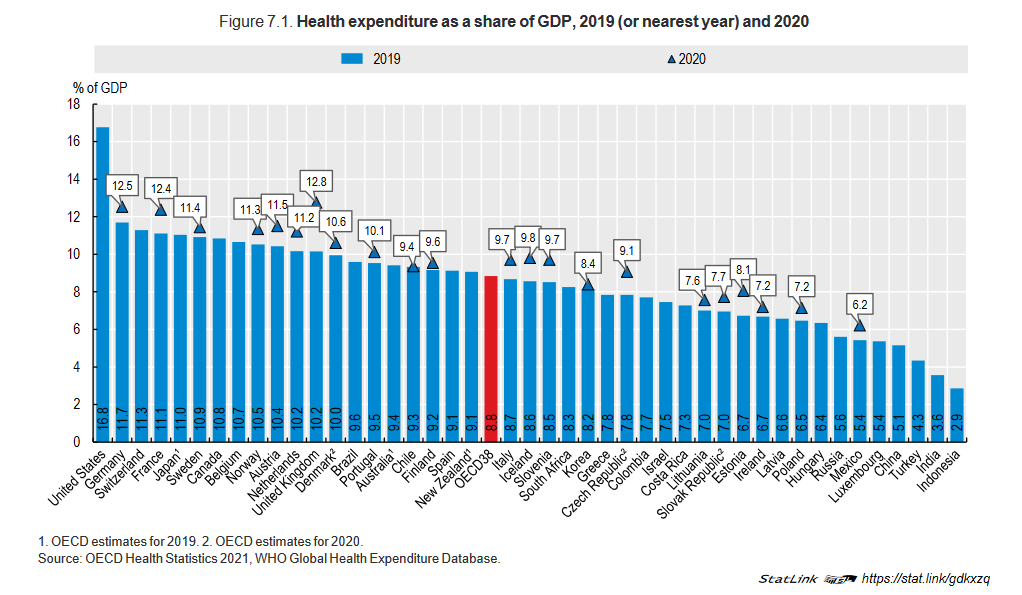 Figure 7.1. Health expenditure as a share of GDP, 2019 (or nearest year) and 2020
2019 2020
% of GDP
18
16
14
12
10
8
6
4
2
0
12.5 12.4 11.4 11.3 11.5 11.2 12.8 10.6 10.1 9.4 9.6 9.7 9.8 9.7 8.4 9.1 7.6 7.7 8.1 7.2 7.2 6.2
16.8 11.7 11.3 11.1 11.0 10.9 10.8 10.7 10.5 10.4 10.2 10.2 10.0 9.6 9.5 9.4 9.3 9.2 9.1 9.1 8.8 8.7 8.6 8.5 8.3 8.2 7.8 7.8 7.7 7.5 7.3 7.0 7.0 6.7 6.7 6.6 6.5 6.4 5.6 5.4 5.4 5.1 4.3 3.6 2.9
United States
Germany
Switzerland
France
Japan¹
Sweden
Canada
Belgium
Norway
Austria
Netherlands
United Kingdom
Denmark²
Brazil
Portugal
Australia¹
Chile
Finland
Spain
New Zealand¹
OECD38
Italy
Iceland
Slovenia
South Africa
Korea
Greece
Czech Republic²
Colombia
Israel
Costa Rica
Lithuania
Slovak Republic²
Estonia
Ireland
Latvia
Poland
Hungary
Russia
Mexico
Luxembourg
China
Turkey
India
Indonesia
1. OECD estimates for 2019. 2. OECD estimates for 2020.
Source: OECD Health Statistics 2021, WHO Global Health Expenditure Database.
StatLink https://stat.link/gdkxzq